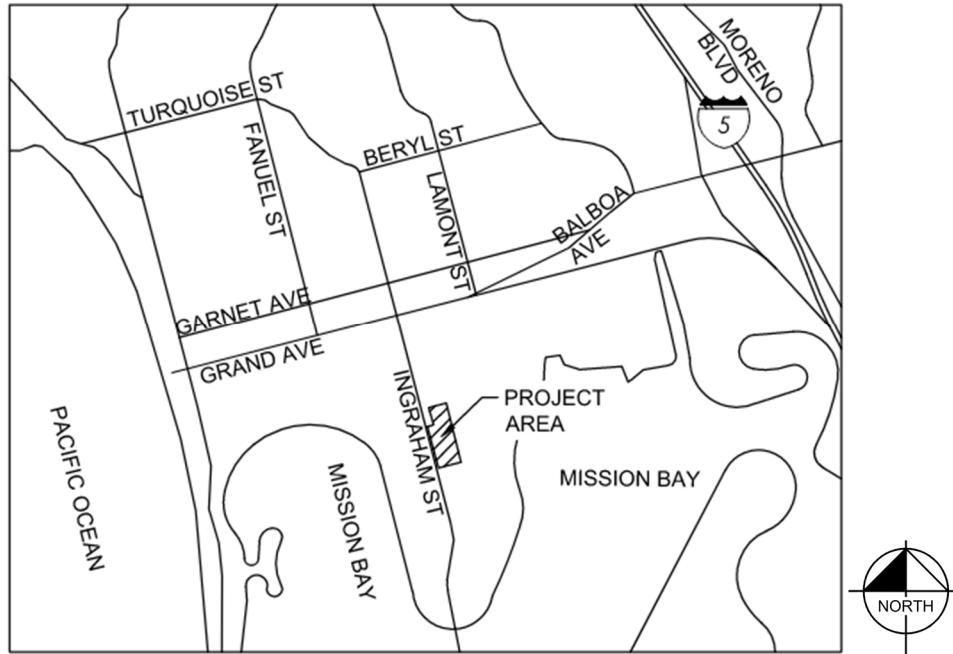 MORENO
BLVD
5
TURQUOISE ST
FANUEL ST
BERYL ST
LAMONT ST
BALBOA
AVE
GARNET AVE
GRAND AVE
INGRAHAM ST
PROJECT
AREA
PACIFIC OCEAN
MISSION BAY
MISSION BAY
NORTH